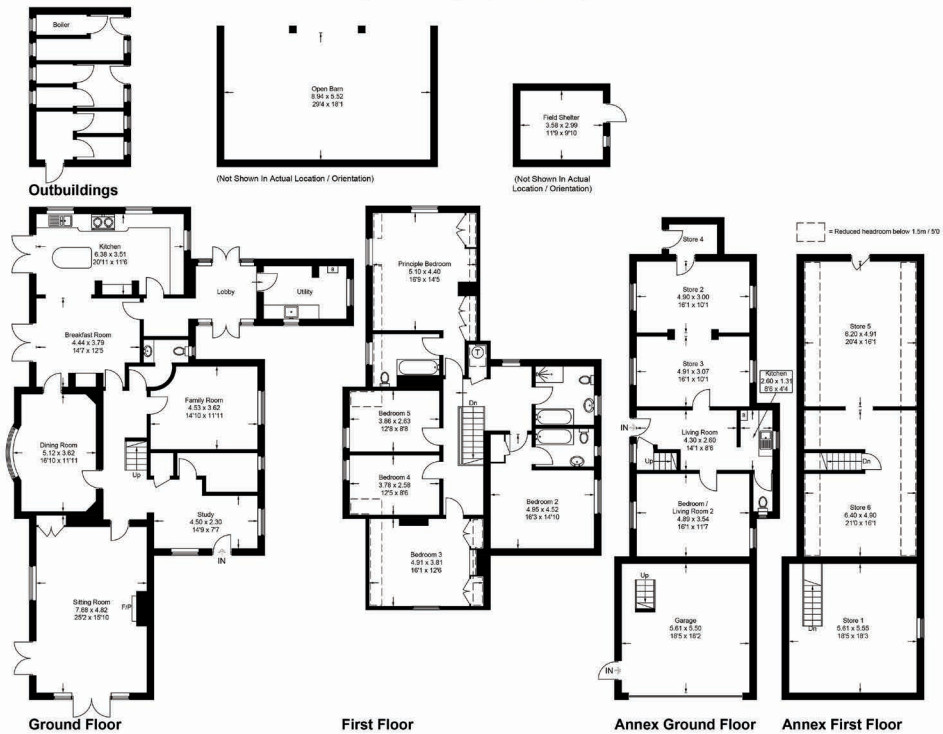 Boiler
Outbuildings
Open Barn
8.94 x 5.52
29'4 x 18'1
(Not Shown In Actual Location / Orientation)
Field Shelter
3.58 x 2.99
11'9 x 9'10
(Not Shown In Actual
Location / Orientation)
Kitchen
6.38 x 3.51
20'11 x 11'6
Lobby
Utility
Breakfast Room
4.44 x 3.79
14'7 x 12'5
Family Room
4.53 x 3.62
14'10 x 11'11
Dining Room
5.12 x 3.62
16'10 x 11'11
Up
Study
4.50 x 2.30
14'9 x 7'7
IN
Sitting Room
7.68 x 4.82
25'2 x 15'10
F/P
Ground Floor
Principle Bedroom
5.10 x 4.40
16'9 x 14'5
T
Dn
Bedroom 5
3.86 x 2.63
12'8 x 8'8
Bedroom 4
3.78 x 2.58
12'5 x 8'6
Bedroom 2
4.95 x 4.52
16'3 x 14'10
Bedroom 3
4.91 x 3.81
16'1 x 12'6
First Floor
Store 4
Store 2
4.90 x 3.00
16'1 x 10'1
Store 3
4.91 x 3.07
16'1 x 10'1
Kitchen
2.60 x 1.31
8'6 x 4'4
IN
Living Room
4.30 x 2.60
14'1 x 8'6
Up
Bedroom /
Living Room 2
4.89 x 3.54
16'1 x 11'7
Up
Garage
5.61 x 5.50
18'5 x 18'2
IN
Annex Ground Floor
= Reduced headroom below 1.5m / 5'0
Store 5
6.20 x 4.91
20'4 x 16'1
Dn
Store 6
6.40 x 4.90
21'0 x 16'1
Dn
Store 1
5.61 x 5.55
18'5 x 18'3
Annex First Floor